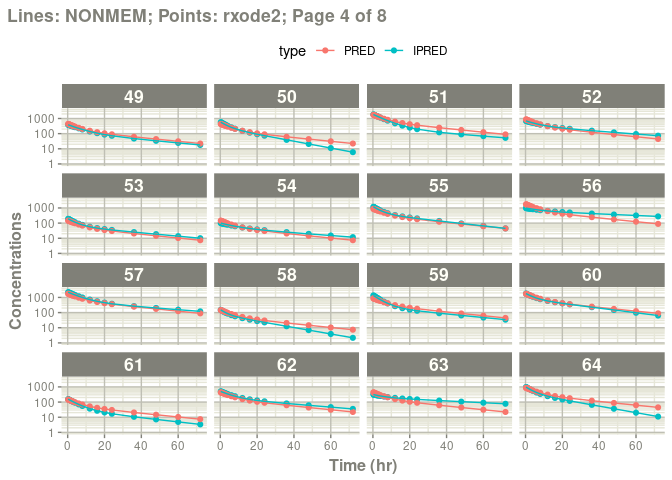 Lines: NONMEM; Points: rxode2; Page 4 of 8
type PRED IPRED
49 50 51 52
1000
100
10
1
53 54 55 56
1000
100
10
1
57 58 59 60
1000
100
10
1
61 62 63 64
1000
100
10
1
0 20 40 60 0 20 40 60 0 20 40 60 0 20 40 60
Concentrations
Time (hr)